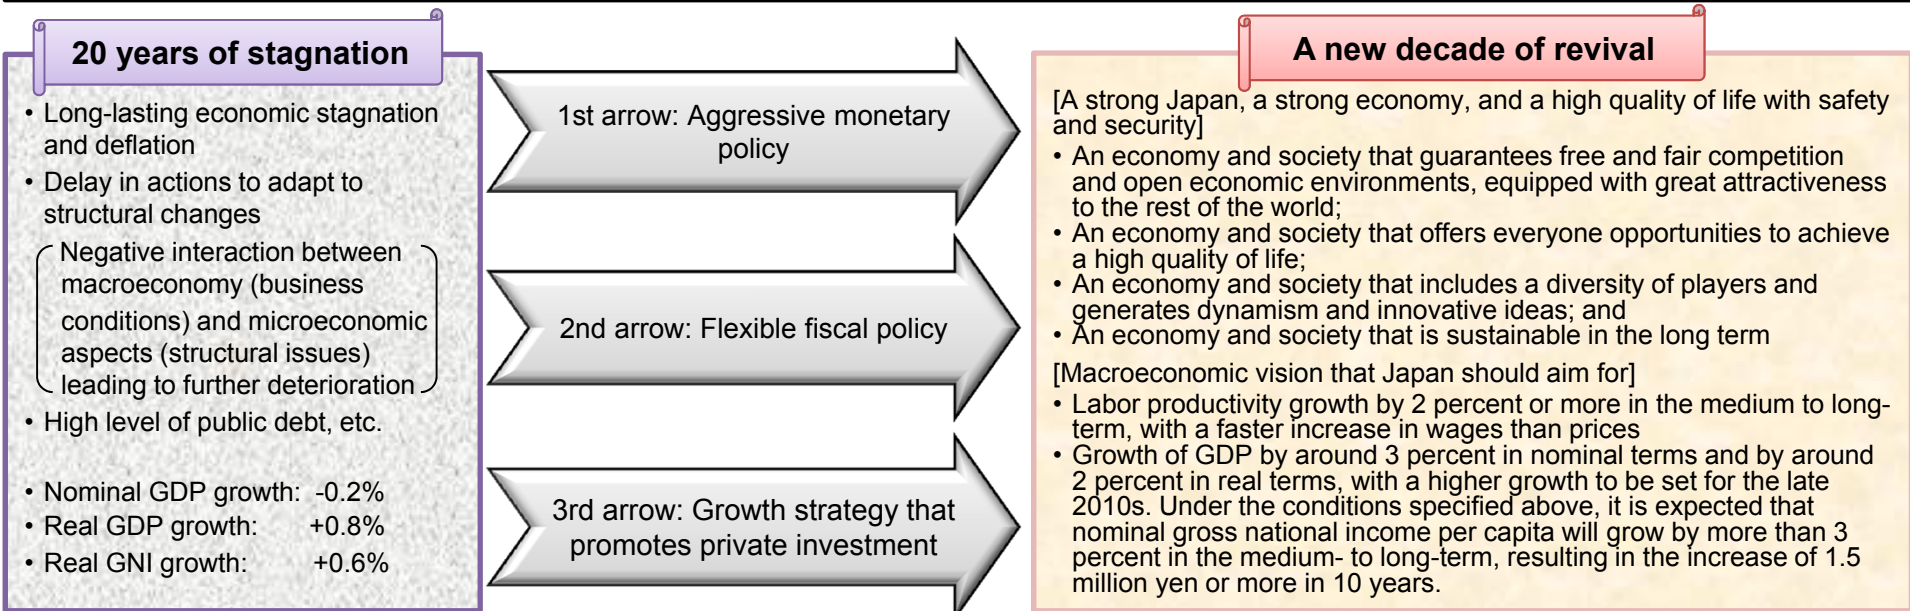 20 years of stagnation
• Long-lasting economic stagnation
and deflation
• Delay in actions to adapt to
structural changes
Negative interaction between
macroeconomy (business
conditions) and microeconomic
aspects (structural issues)
leading to further deterioration
• High level of public debt, etc.
• Nominal GDP growth: -0.2%
• Real GDP growth: +0.8%
• Real GNI growth: +0.6%
1st arrow: Aggressive monetary
policy
2nd arrow: Flexible fiscal policy
3rd arrow: Growth strategy that
promotes private investment
A new decade of revival
[A strong Japan, a strong economy, and a high quality of life with safety
and security]
• An economy and society that guarantees free and fair competition
and open economic environments, equipped with great attractiveness
to the rest of the world;
• An economy and society that offers everyone opportunities to achieve
a high quality of life;
• An economy and society that includes a diversity of players and
generates dynamism and innovative ideas; and
• An economy and society that is sustainable in the long term
[Macroeconomic vision that Japan should aim for]
• Labor productivity growth by 2 percent or more in the medium to long-
term, with a faster increase in wages than prices
• Growth of GDP by around 3 percent in nominal terms and by around
2 percent in real terms, with a higher growth to be set for the late
2010s. Under the conditions specified above, it is expected that
nominal gross national income per capita will grow by more than 3
percent in the medium- to long-term, resulting in the increase of 1.5
million yen or more in 10 years.